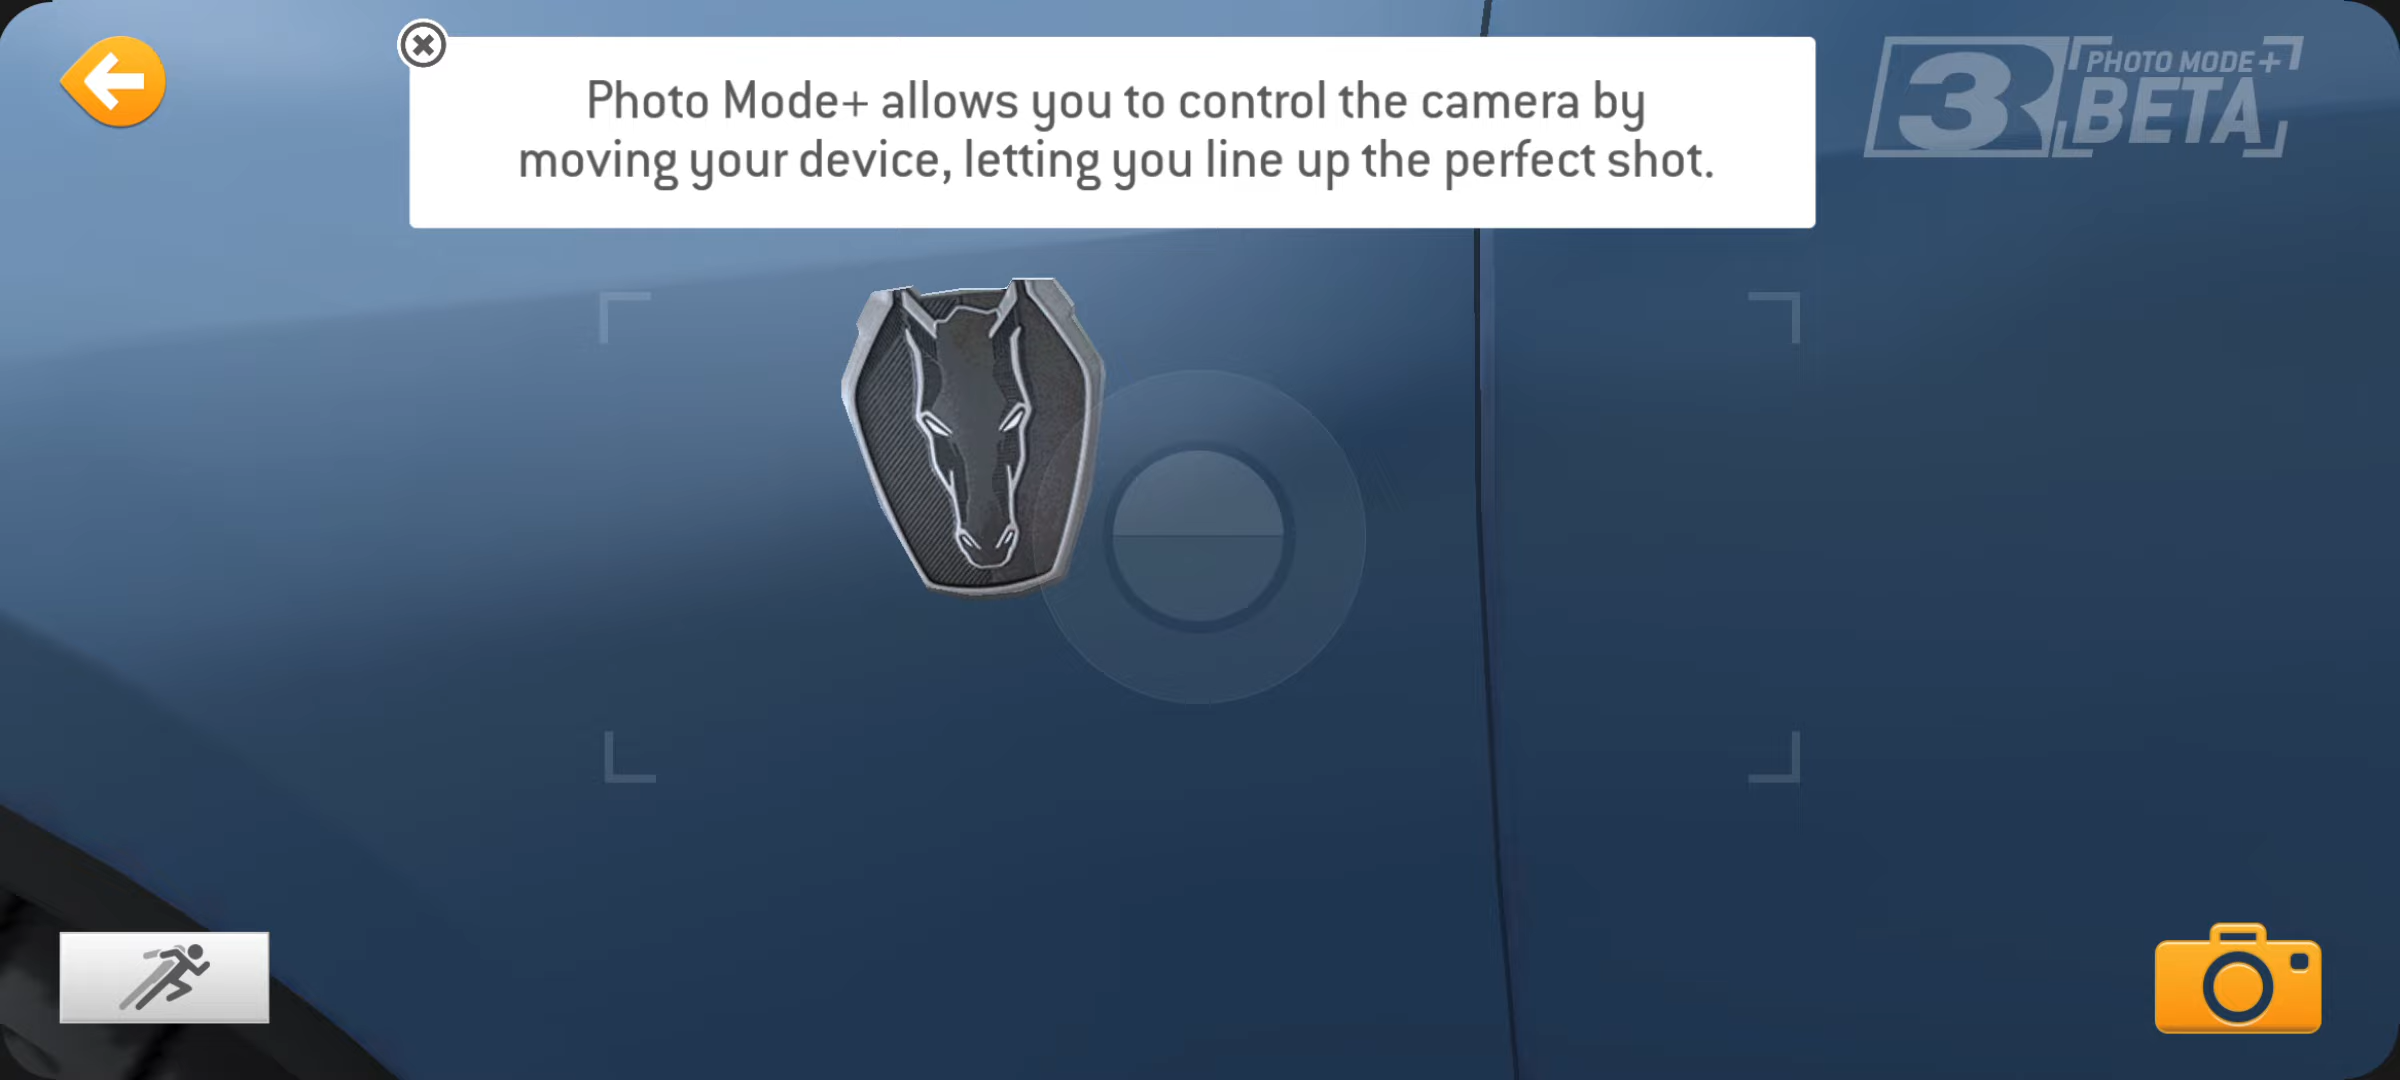 Photo Mode+ allows you to control the camera by
moving your device, letting you line up the perfect shot.
R3
PHOTO MODE+
BETA